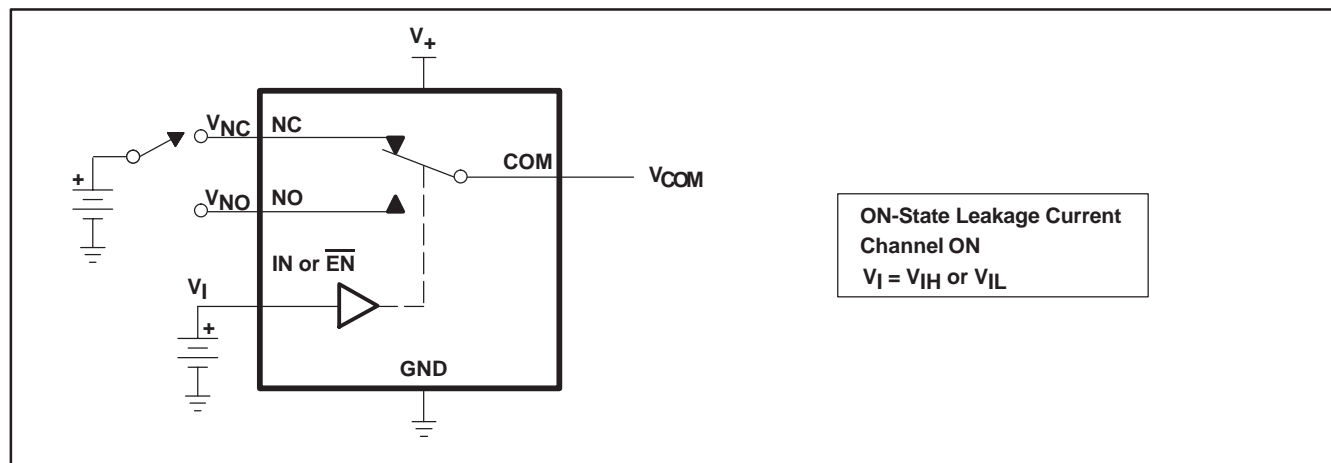 V+
VNC NC
COM
VCOM
+
VNO NO
IN or EN
VI
+
GND
ON-State Leakage Current
Channel ON
VI = VIH or VIL